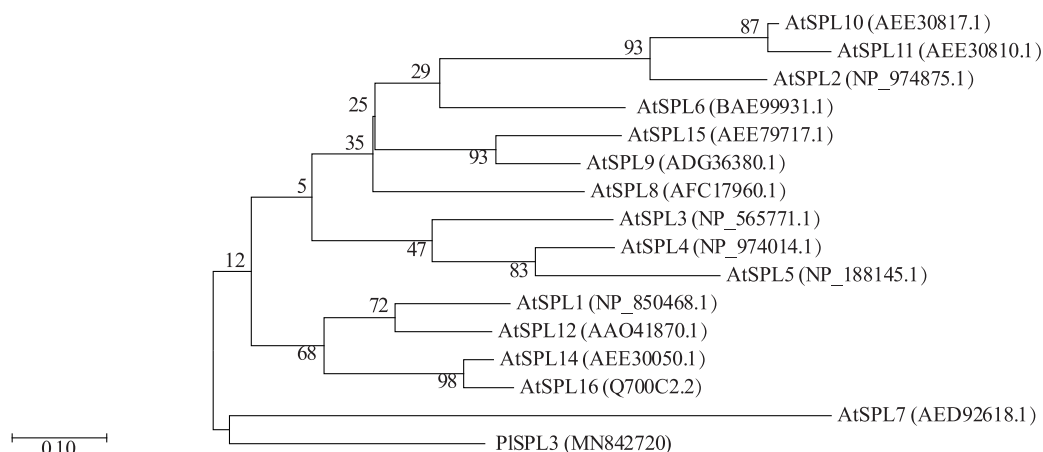 87
AtSPL10 (AEE30817.1)
93
AtSPL11 (AEE30810.1)
29
AtSPL2 (NP_974875.1)
25
AtSPL6 (BAE99931.1)
AtSPL15 (AEE79717.1)
35
93
AtSPL9 (ADG36380.1)
5
AtSPL8 (AFC17960.1)
AtSPL3 (NP_565771.1)
47
AtSPL4 (NP_974014.1)
12
83
AtSPL5 (NP_188145.1)
72
AtSPL1 (NP_850468.1)
AtSPL12 (AAO41870.1)
68
AtSPL14 (AEE30050.1)
98
AtSPL16 (Q700C2.2)
AtSPL7 (AED92618.1)
PlSPL3 (MN842720)
0.10